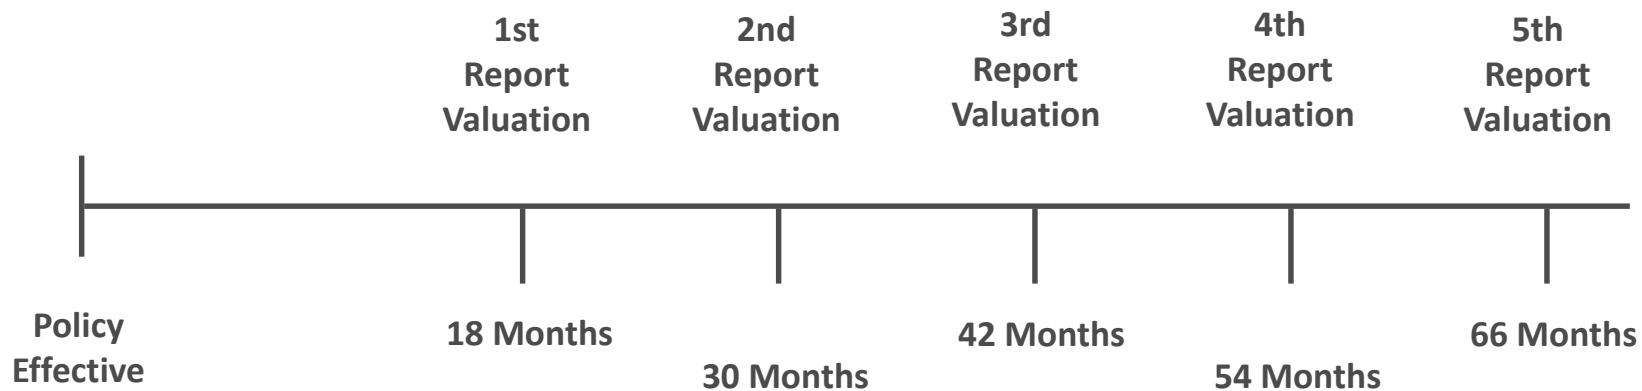 1st
Report
Valuation
2nd
Report
Valuation
3rd
Report
Valuation
4th
Report
Valuation
5th
Report
Valuation
Policy
Effective
18 Months
30 Months
42 Months
54 Months
66 Months